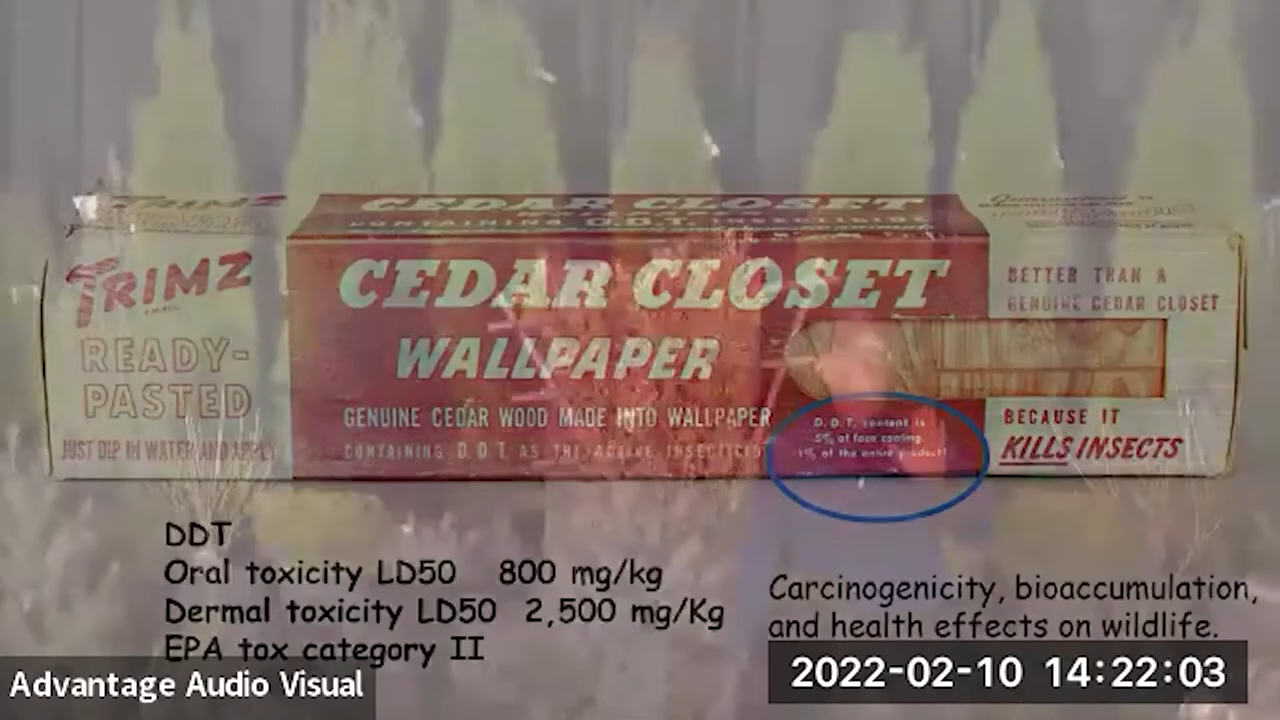 TRIMZ
CEDAR CLOSET
CONTAINING D.D.T. INSECTICIDE
TRIMZ
READY-
PASTED
JUST DIP IN WATER AND APPLY
CEDAR CLOSET
WALLPAPER
GENUINE CEDAR WOOD MADE INTO WALLPAPER
CONTAINING D.D.T. AS THE ACTIVE INSECTICIDE
D.D.T. content is
5% of face coating.
1% of the entire product!
BETTER THAN A
GENUINE CEDAR CLOSET
BECAUSE IT
KILLS INSECTS
DDT
Oral toxicity LD50 800 mg/kg
Dermal toxicity LD50 2,500 mg/Kg
EPA tox category II
Carcinogenicity, bioaccumulation,
and health effects on wildlife.
Advantage Audio Visual
2022-02-10 14:22:03